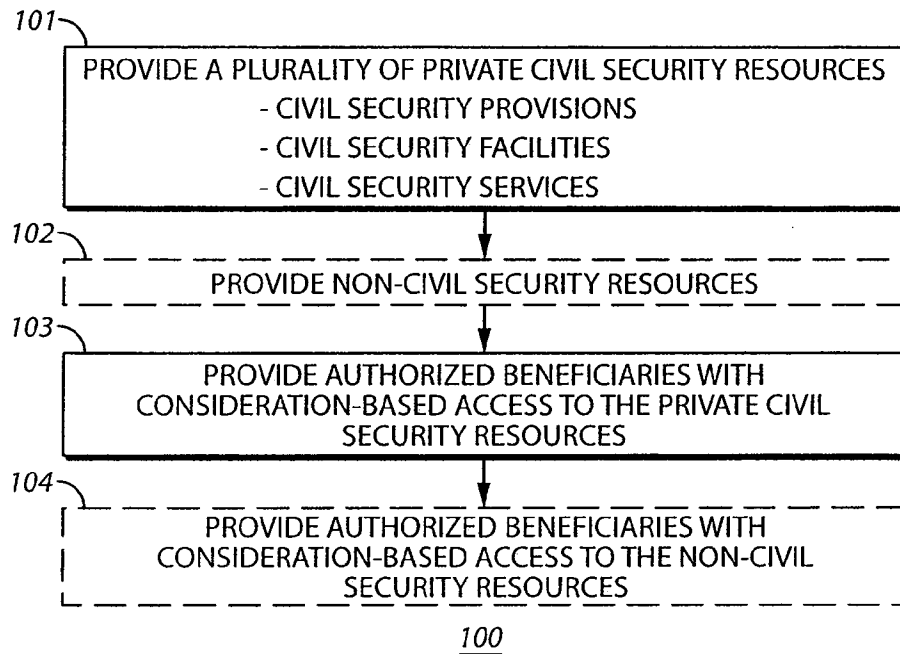 101
PROVIDE A PLURALITY OF PRIVATE CIVIL SECURITY RESOURCES
- CIVIL SECURITY PROVISIONS
- CIVIL SECURITY FACILITIES
- CIVIL SECURITY SERVICES
102
PROVIDE NON-CIVIL SECURITY RESOURCES
103
PROVIDE AUTHORIZED BENEFICIARIES WITH
CONSIDERATION-BASED ACCESS TO THE PRIVATE CIVIL
SECURITY RESOURCES
104
PROVIDE AUTHORIZED BENEFICIARIES WITH
CONSIDERATION-BASED ACCESS TO THE NON-CIVIL
SECURITY RESOURCES
100